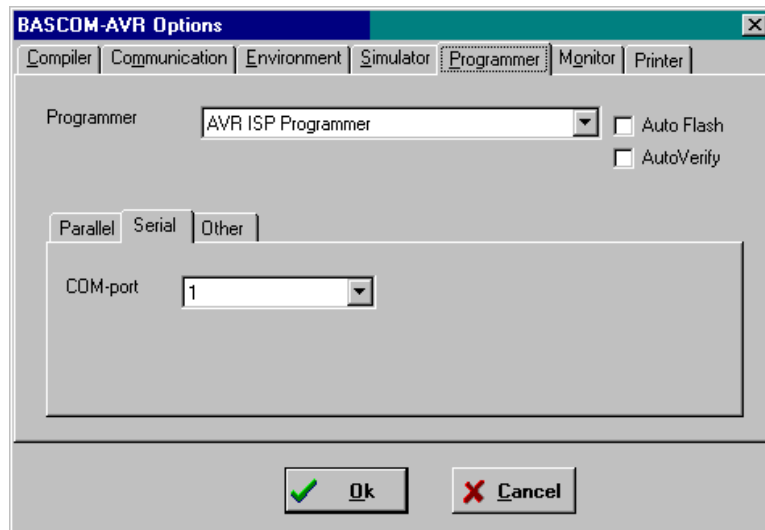 BASCOM-AVR Options
Compiler Communication Environment Simulator Programmer Monitor Printer
Programmer AVR ISP Programmer Auto Flash
AutoVerify
Parallel Serial Other
COM-port 1
Ok Cancel